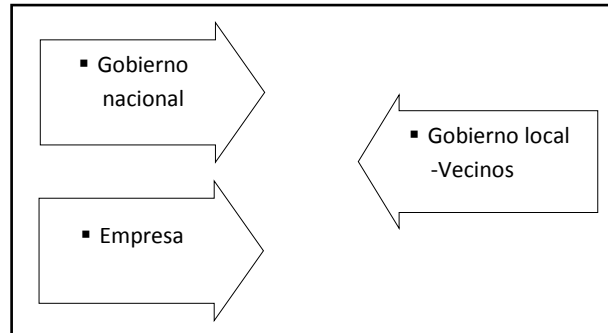 ▪ Gobierno
nacional
▪ Gobierno local
-Vecinos
▪ Empresa